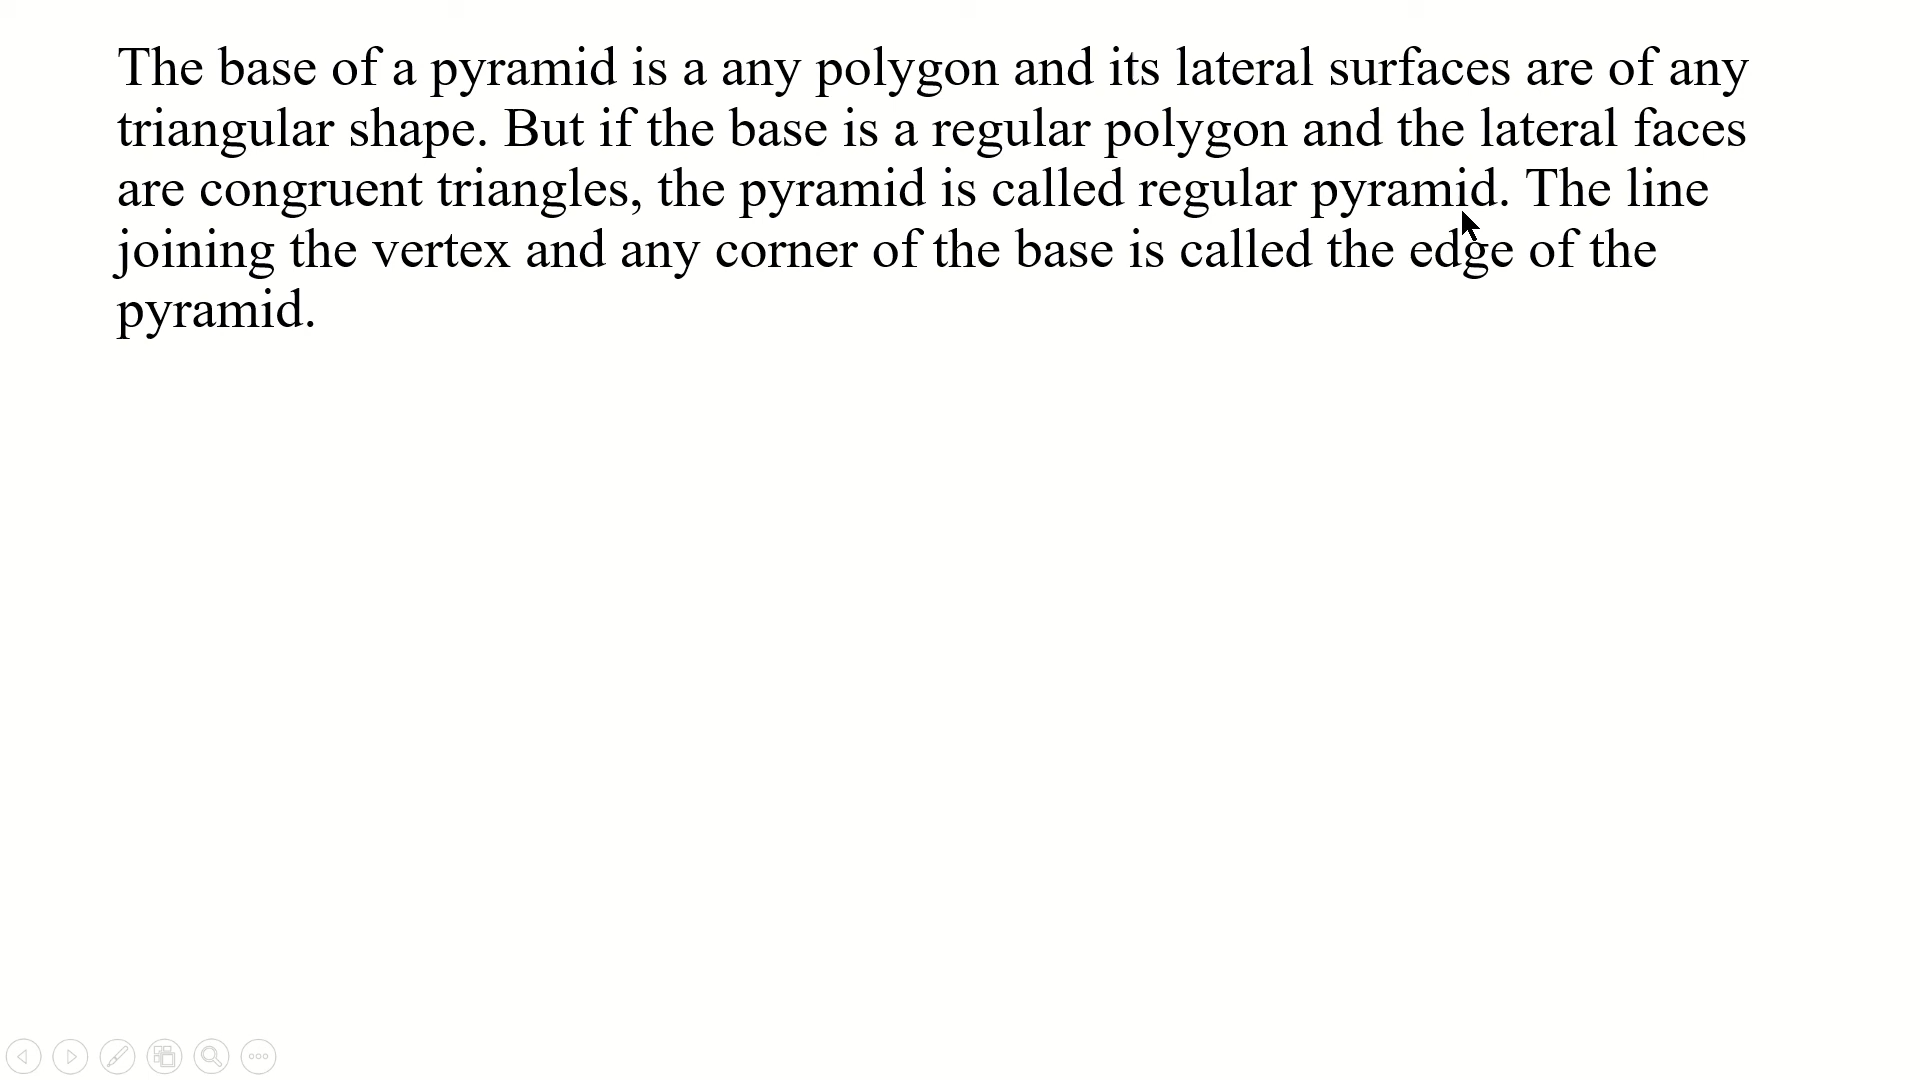 The base of a pyramid is a any polygon and its lateral surfaces are of any
triangular shape. But if the base is a regular polygon and the lateral faces
are congruent triangles, the pyramid is called regular pyramid. The line
joining the vertex and any corner of the base is called the edge of the
pyramid.